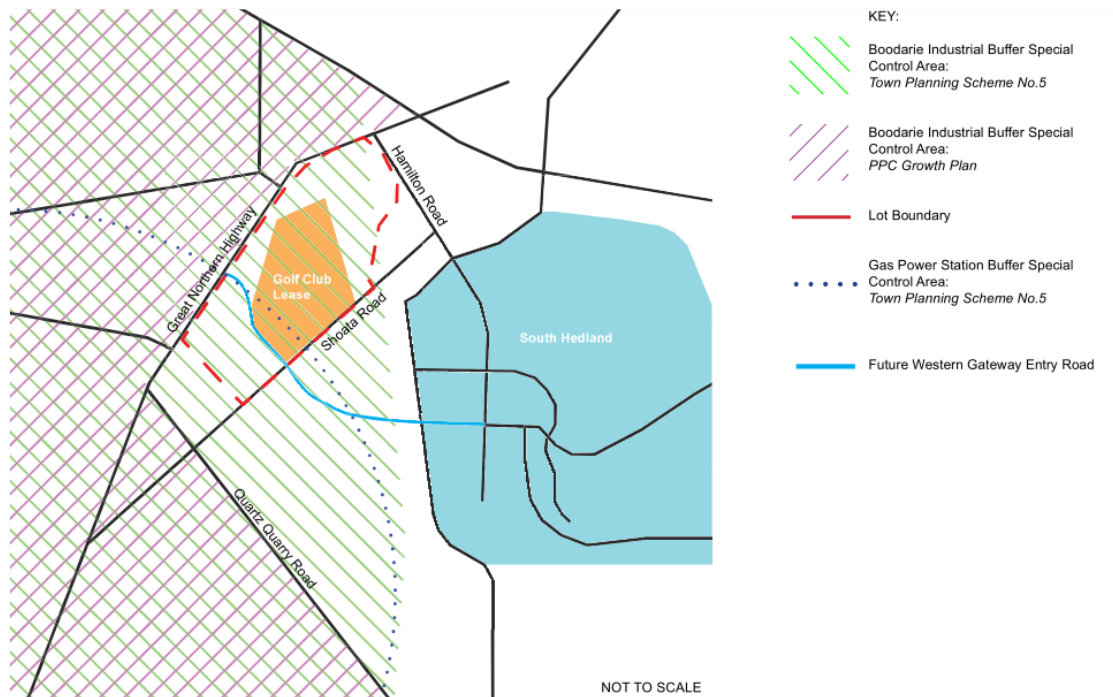 KEY:
Boodarie Industrial Buffer Special
Control Area:
Town Planning Scheme No.5
Boodarie Industrial Buffer Special
Control Area:
PPC Growth Plan
Lot Boundary
Gas Power Station Buffer Special
Control Area:
Town Planning Scheme No.5
Future Western Gateway Entry Road
Hamilton Road
Great Northern Highway
Golf Club
Lease
Shoata Road
South Hedland
Quartz Quarry Road
NOT TO SCALE